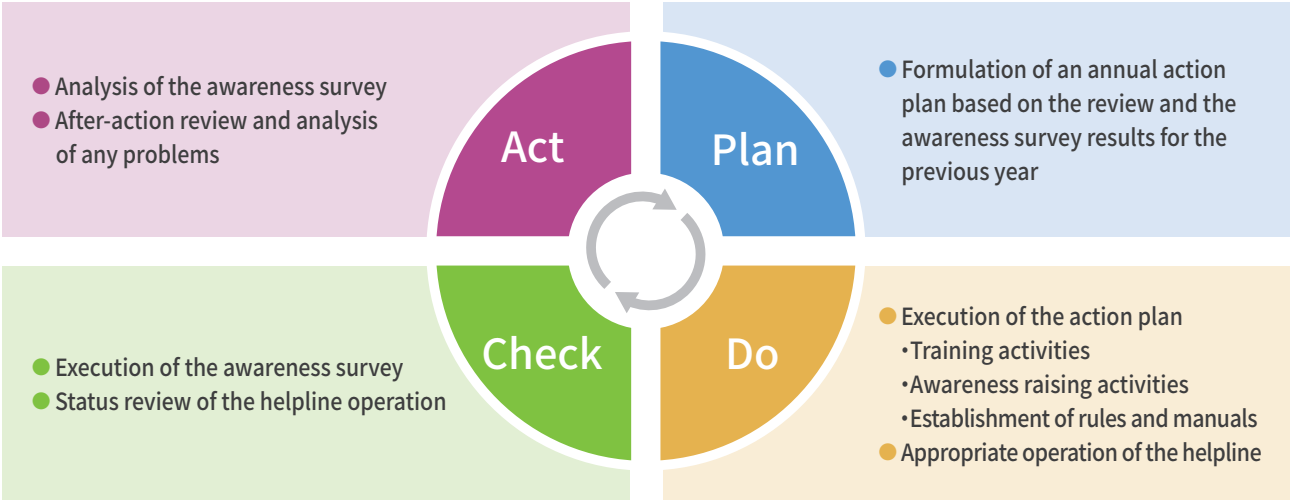 Act
● Analysis of the awareness survey
● After-action review and analysis
of any problems
Plan
● Formulation of an annual action
plan based on the review and the
awareness survey results for the
previous year
Check
● Execution of the awareness survey
● Status review of the helpline operation
Do
● Execution of the action plan
・Training activities
・Awareness raising activities
・Establishment of rules and manuals
● Appropriate operation of the helpline